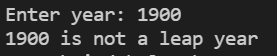 Enter year: 1900
1900 is not a leap year